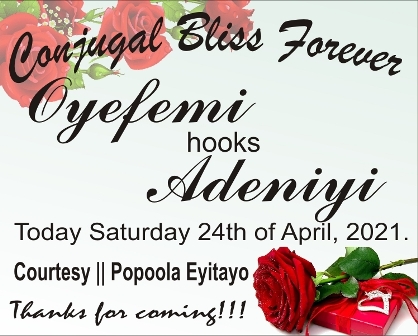 Conjugal Bliss Forever
Oyefemi
hooks
Adeniyi
Today Saturday 24th of April, 2021.
Courtesy || Popoola Eyitayo
Thanks for coming!!!